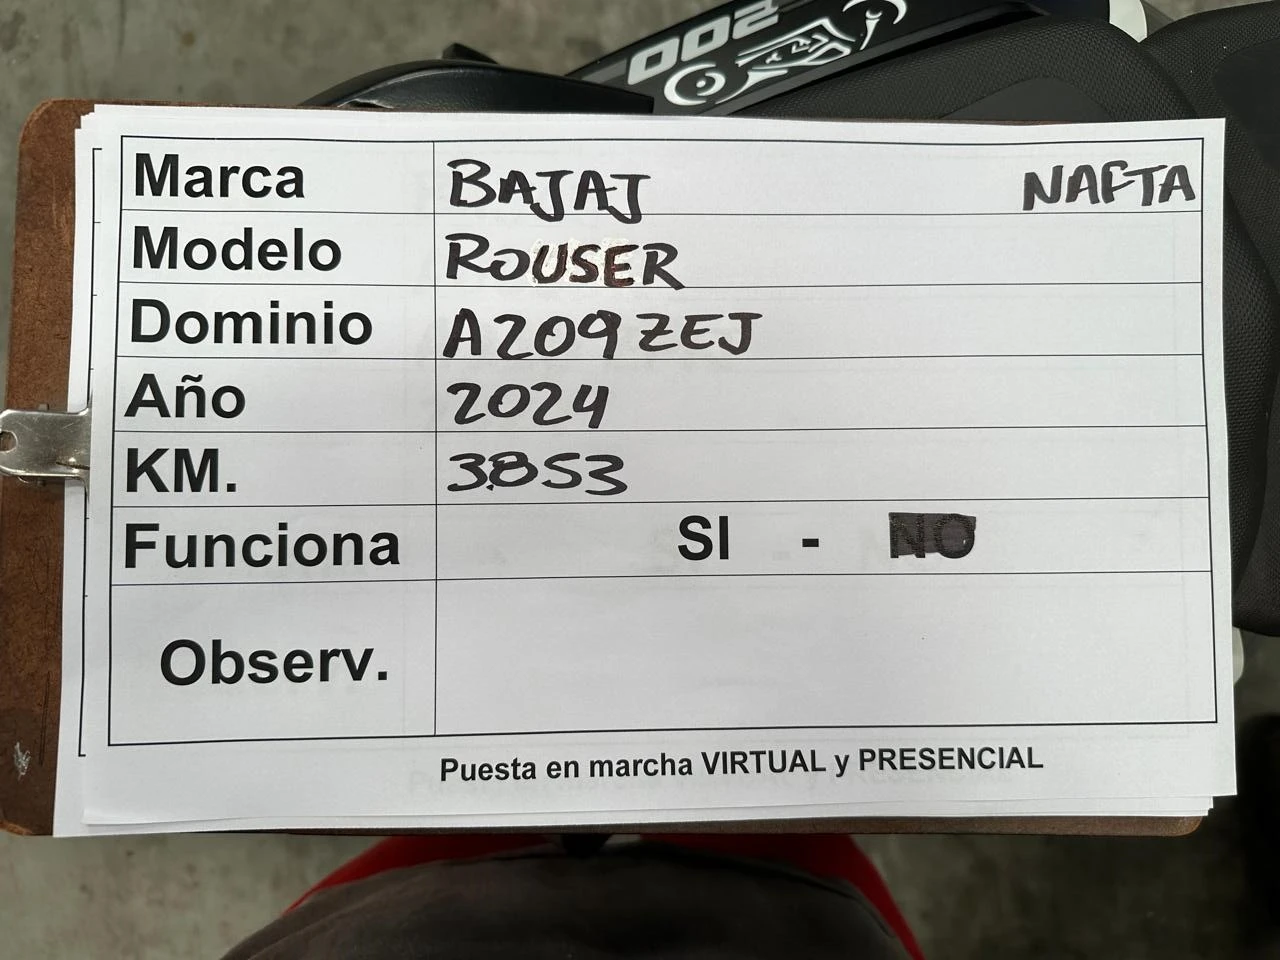 200
Marca BAJAJ NAFTA
Modelo ROUSER
Dominio A209ZEJ
Año 2024
KM. 3853
Funciona SI - NO
Observ.
Puesta en marcha VIRTUAL y PRESENCIAL